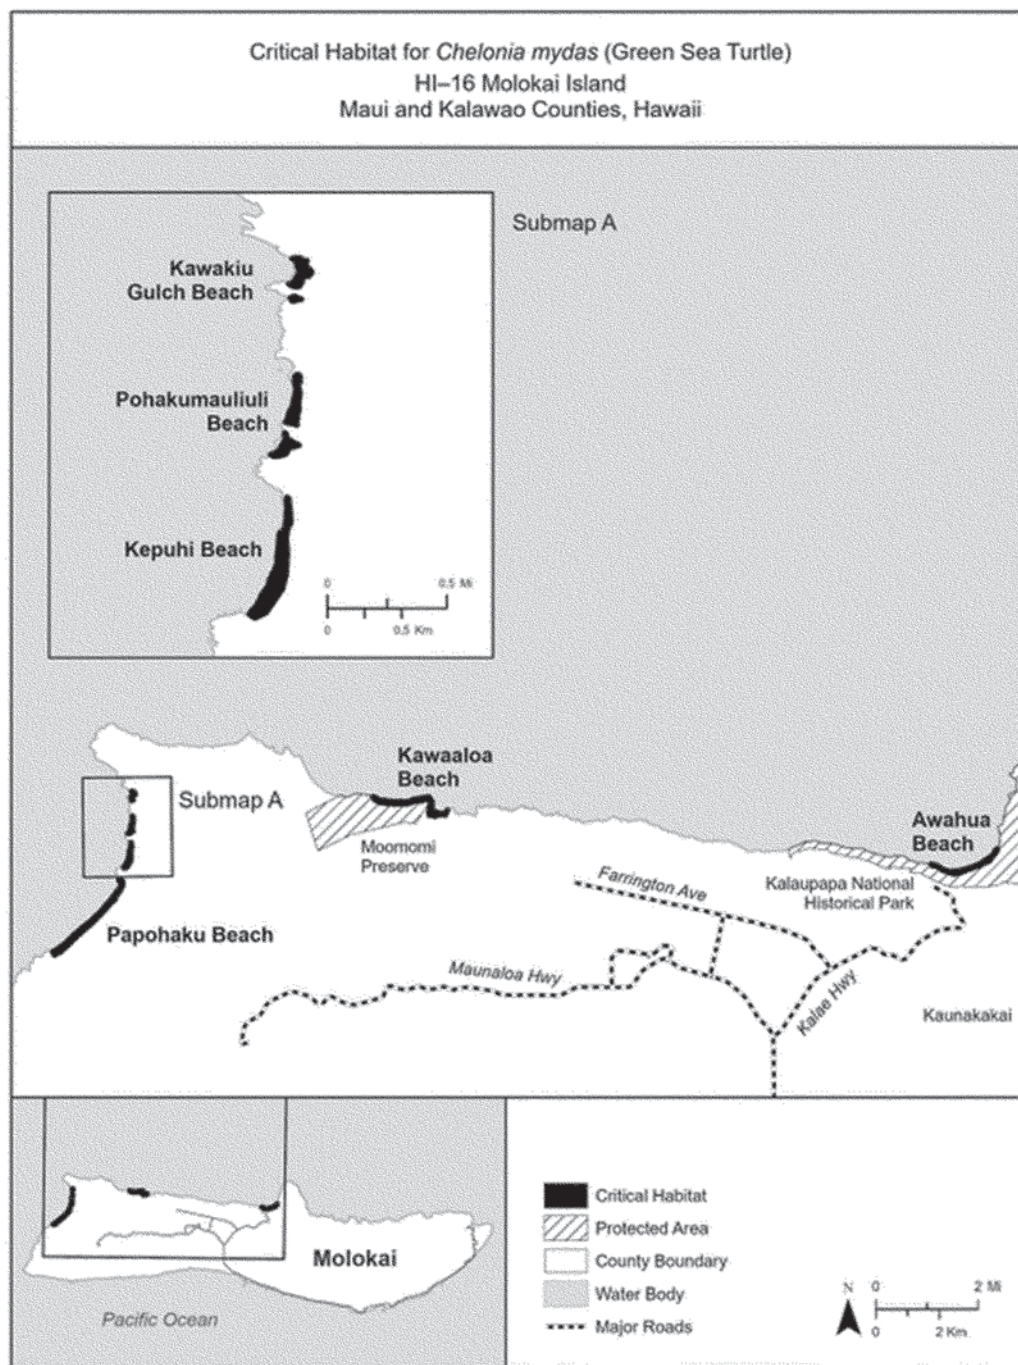 Critical Habitat for Chelonia mydas (Green Sea Turtle)
HI–16 Molokai Island
Maui and Kalawao Counties, Hawaii
Submap A
Kawakiu
Gulch Beach
Pohakumauliuli
Beach
Kepuhi Beach
0 0.5 Mi
0 0.5 Km
Kawaaloa
Beach
Submap A
Moomomi
Preserve
Awahua
Beach
Farrington Ave
Kalaupapa National
Historical Park
Papohaku Beach
Maunaloa Hwy
Kalae Hwy
Kaunakakai
Molokai
Pacific Ocean
Critical Habitat
Protected Area
County Boundary
Water Body
Major Roads
N
0 2 Mi
0 2 Km